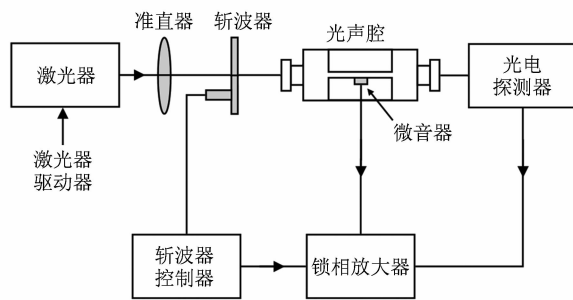 准直器
斩波器
光声腔
激光器
光电
探测器
微音器
激光器
驱动器
斩波器
控制器
锁相放大器